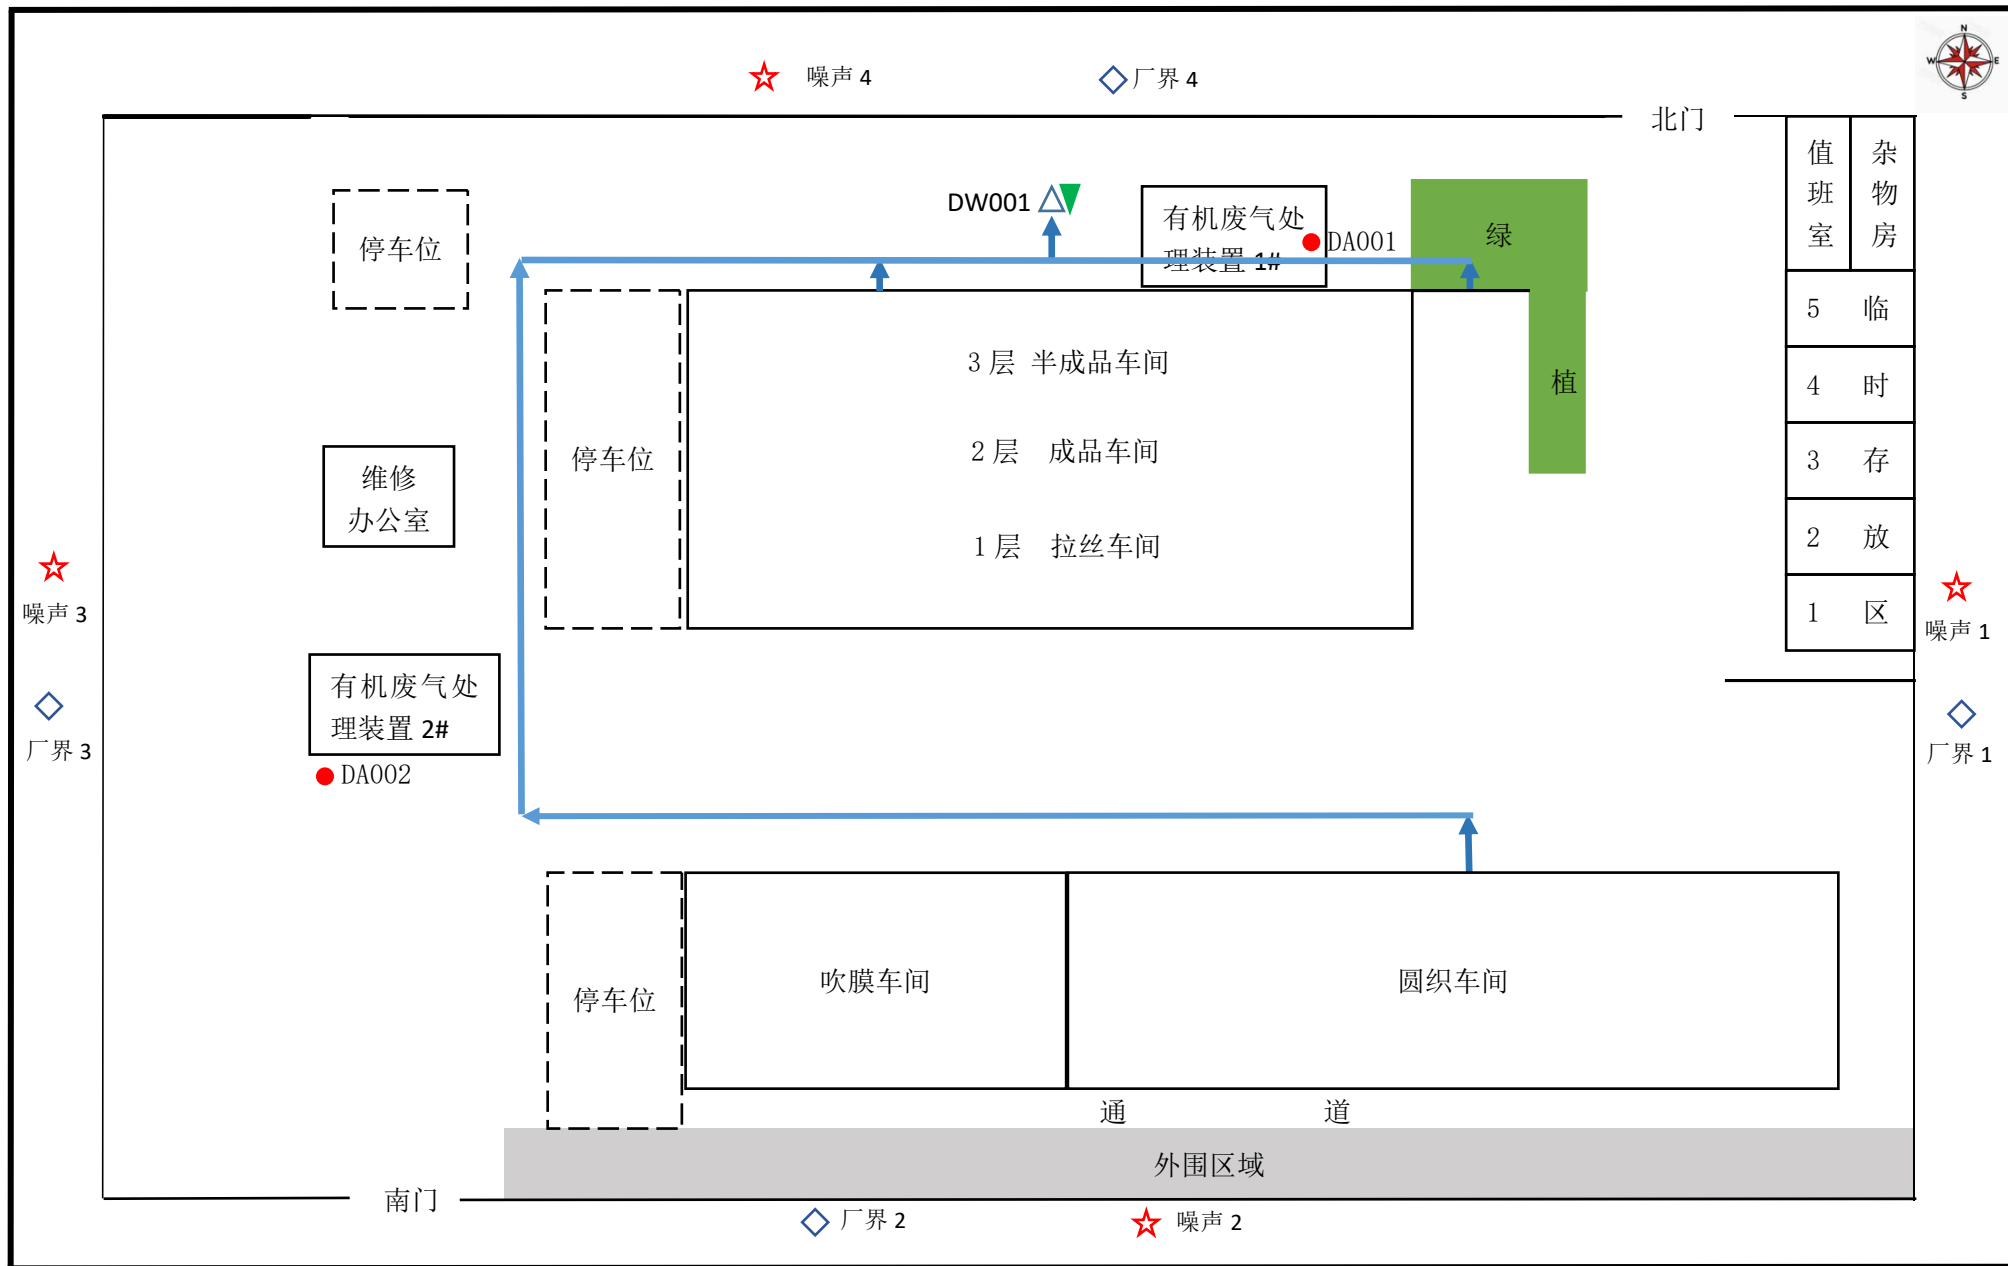 N
W
E
S
噪声 4
厂界 4
北门
值班室
杂物房
DW001
有机废气处
理装置 1#
DA001
绿
植
停车位
5 临
4 时
3 存
2 放
1 区
3 层 半成品车间
2 层 成品车间
1 层 拉丝车间
停车位
维修
办公室
噪声 3
噪声 1
有机废气处
理装置 2#
DA002
厂界 3
厂界 1
停车位
吹膜车间
圆织车间
通 道
外围区域
南门
厂界 2
噪声 2